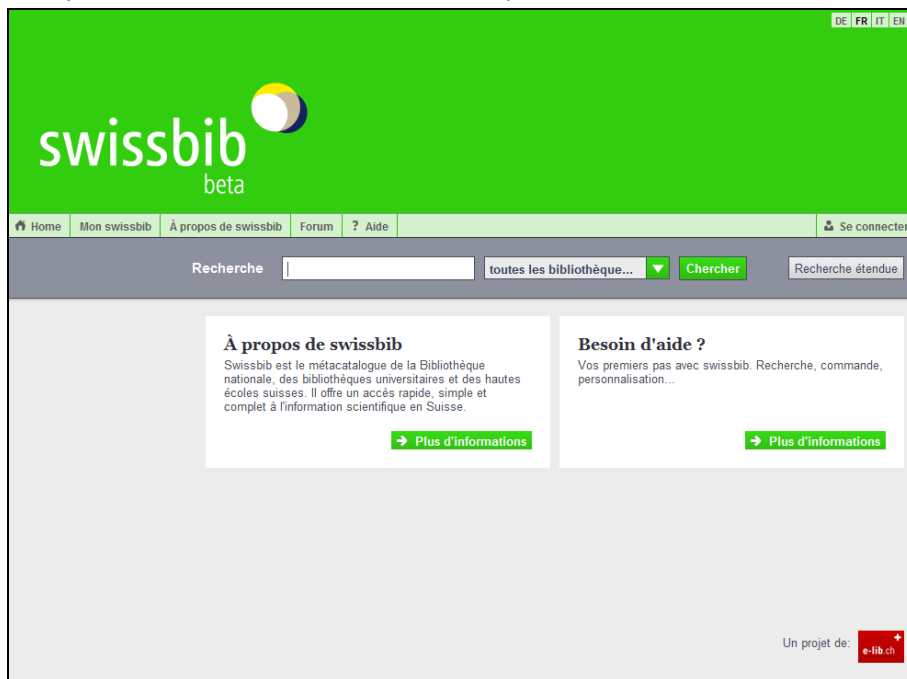 DE FR IT EN
swissbib
beta
Home Mon swissbib À propos de swissbib Forum ? Aide Se connecter
Recherche toutes les bibliothèque... Chercher Recherche étendue
À propos de swissbib
Swissbib est le métacatalogue de la Bibliothèque
nationale, des bibliothèques universitaires et des hautes
écoles suisses. Il offre un accès rapide, simple et
complet à l'information scientifique en Suisse.
Plus d'informations
Besoin d'aide ?
Vos premiers pas avec swissbib. Recherche, commande,
personnalisation...
Plus d'informations
Un projet de:
e-lib.ch